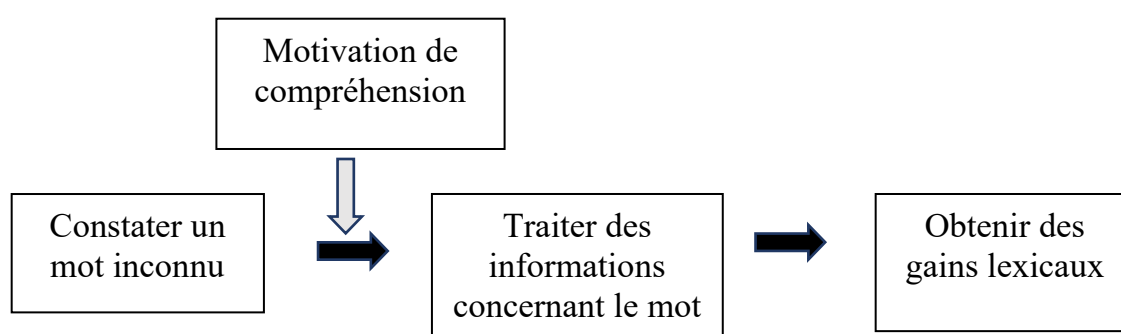 Motivation de
compréhension
Constater un
mot inconnu
Traiter des
informations
concernant le mot
Obtenir des
gains lexicaux